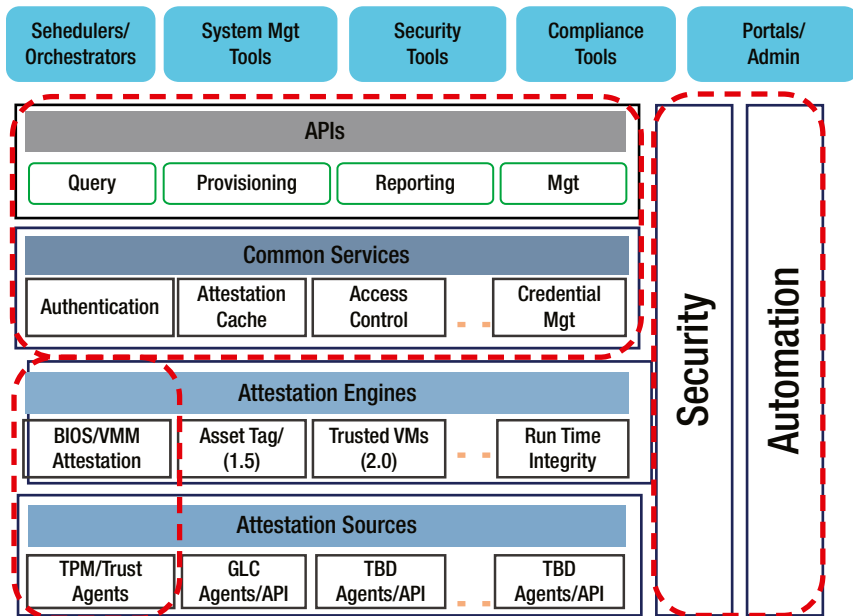 Sehedulers/
Orchestrators
System Mgt
Tools
Security
Tools
Compliance
Tools
Portals/
Admin
APIs
Query
Provisioning
Reporting
Mgt
Common Services
Authentication
Attestation
Cache
Access
Control
Credential
Mgt
Attestation Engines
BIOS/VMM
Attestation
Asset Tag/
(1.5)
Trusted VMs
(2.0)
Run Time
Integrity
Attestation Sources
TPM/Trust
Agents
GLC
Agents/API
TBD
Agents/API
TBD
Agents/API
Security
Automation